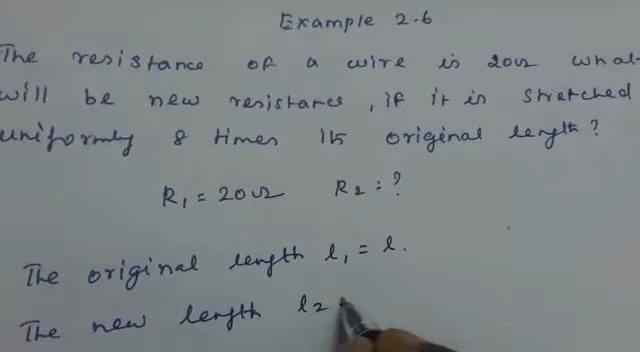 Example 2.6
The resistance of a wire is 20Ω what
will be new resistance, if it is stretched
uniformly 8 times its original length?
R₁ = 20Ω R₂ = ?
The original length l₁ = l.
The new length l₂